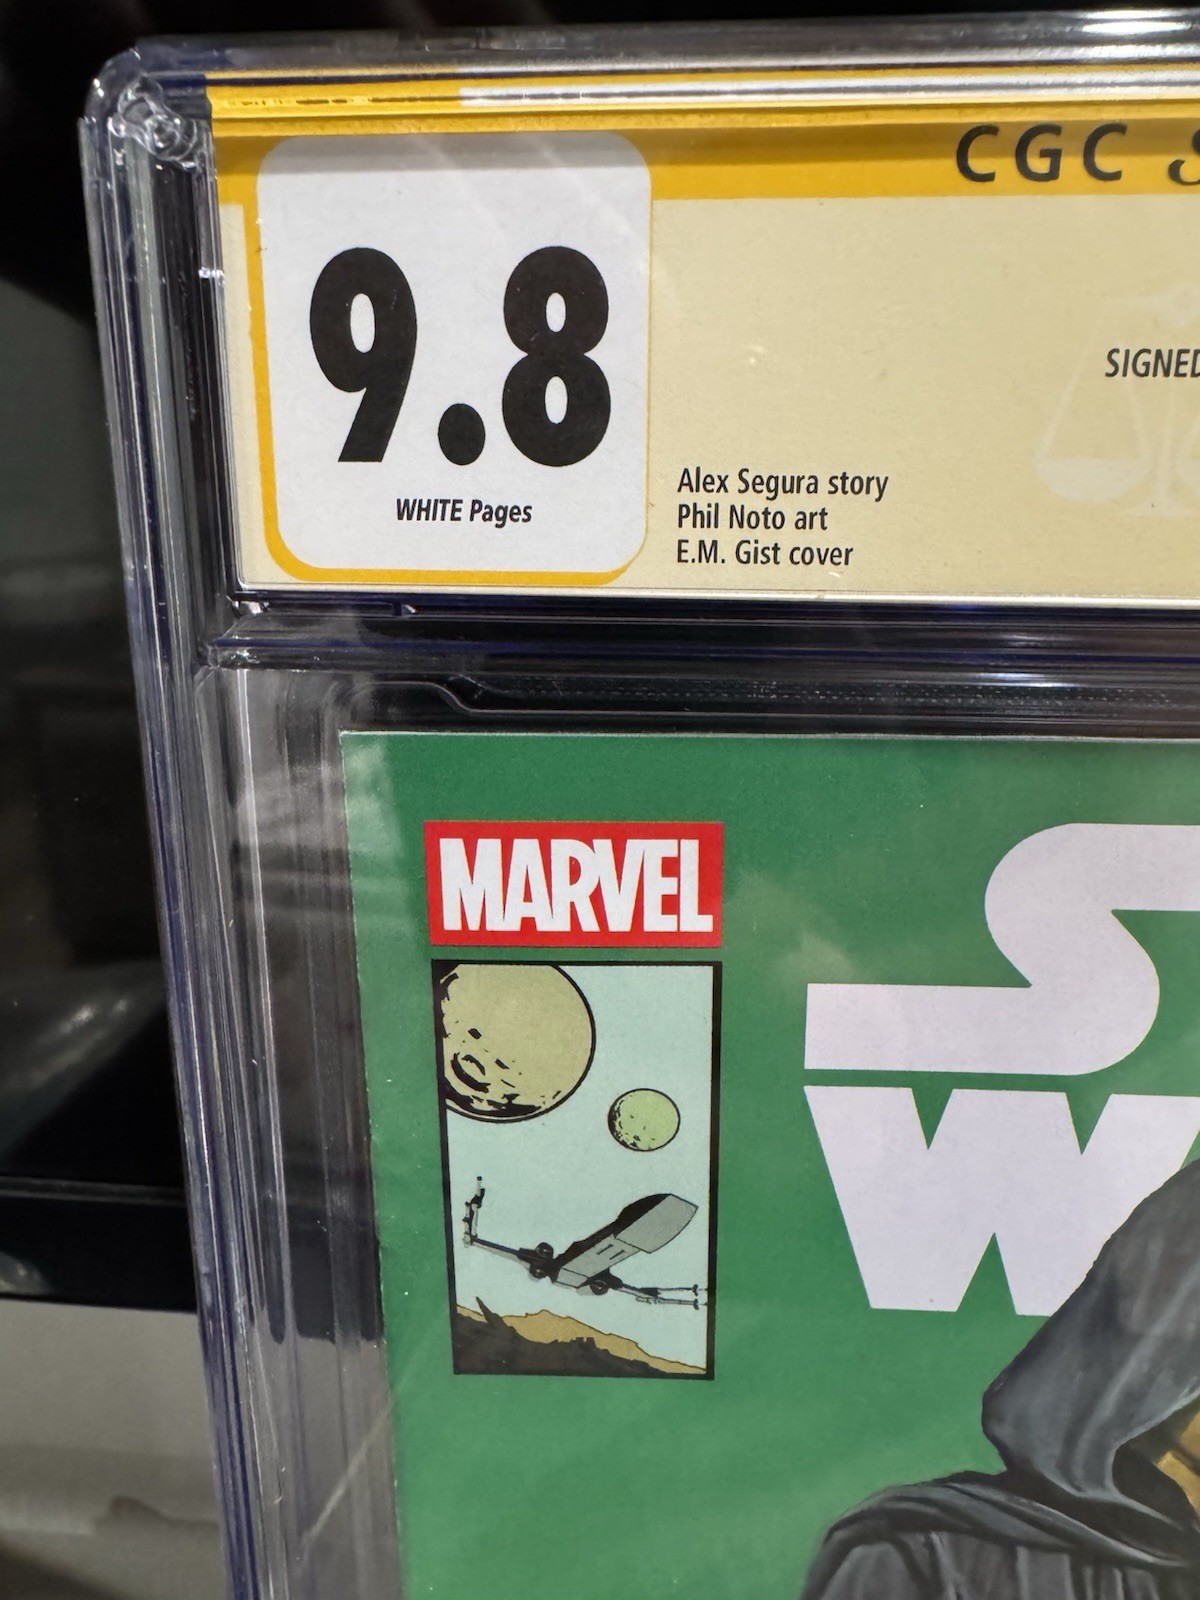 CGC S
9.8
WHITE Pages
SIGNED
Alex Segura story
Phil Noto art
E.M. Gist cover
MARVEL
S
W